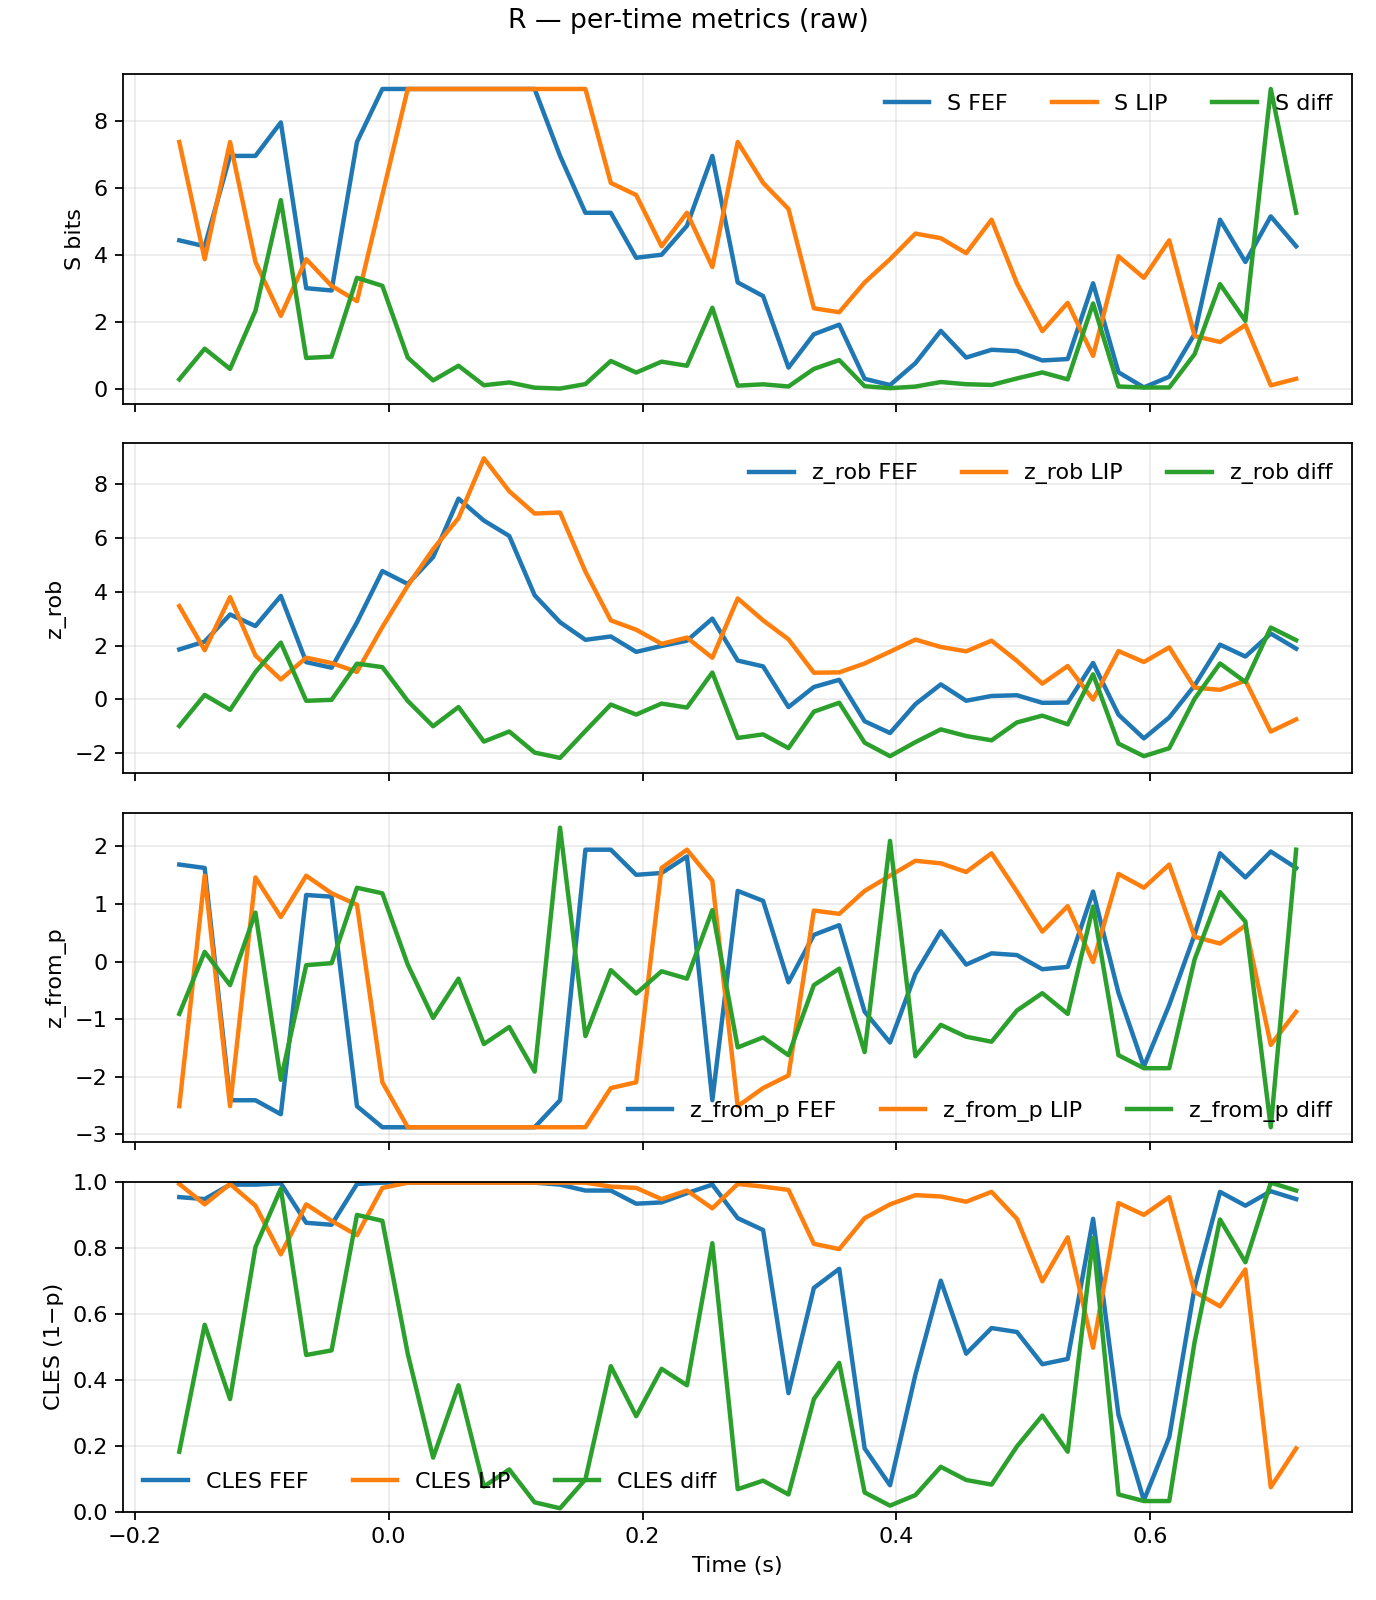 R — per-time metrics (raw)
S FEF S LIP S diff
8
6
4
2
0
S bits
z_rob FEF z_rob LIP z_rob diff
8
6
4
2
0
−2
z_rob
2
1
0
−1
−2
−3
z_from_p
z_from_p FEF z_from_p LIP z_from_p diff
1.0
0.8
0.6
0.4
0.2
0.0
CLES (1−p)
CLES FEF CLES LIP CLES diff
−0.2 0.0 0.2 0.4 0.6
Time (s)